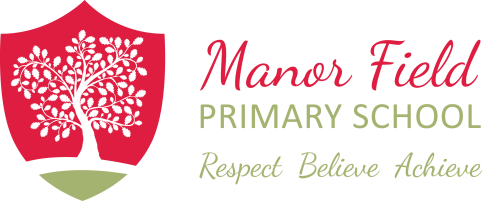 Manor Field
PRIMARY SCHOOL
Respect Believe Achieve